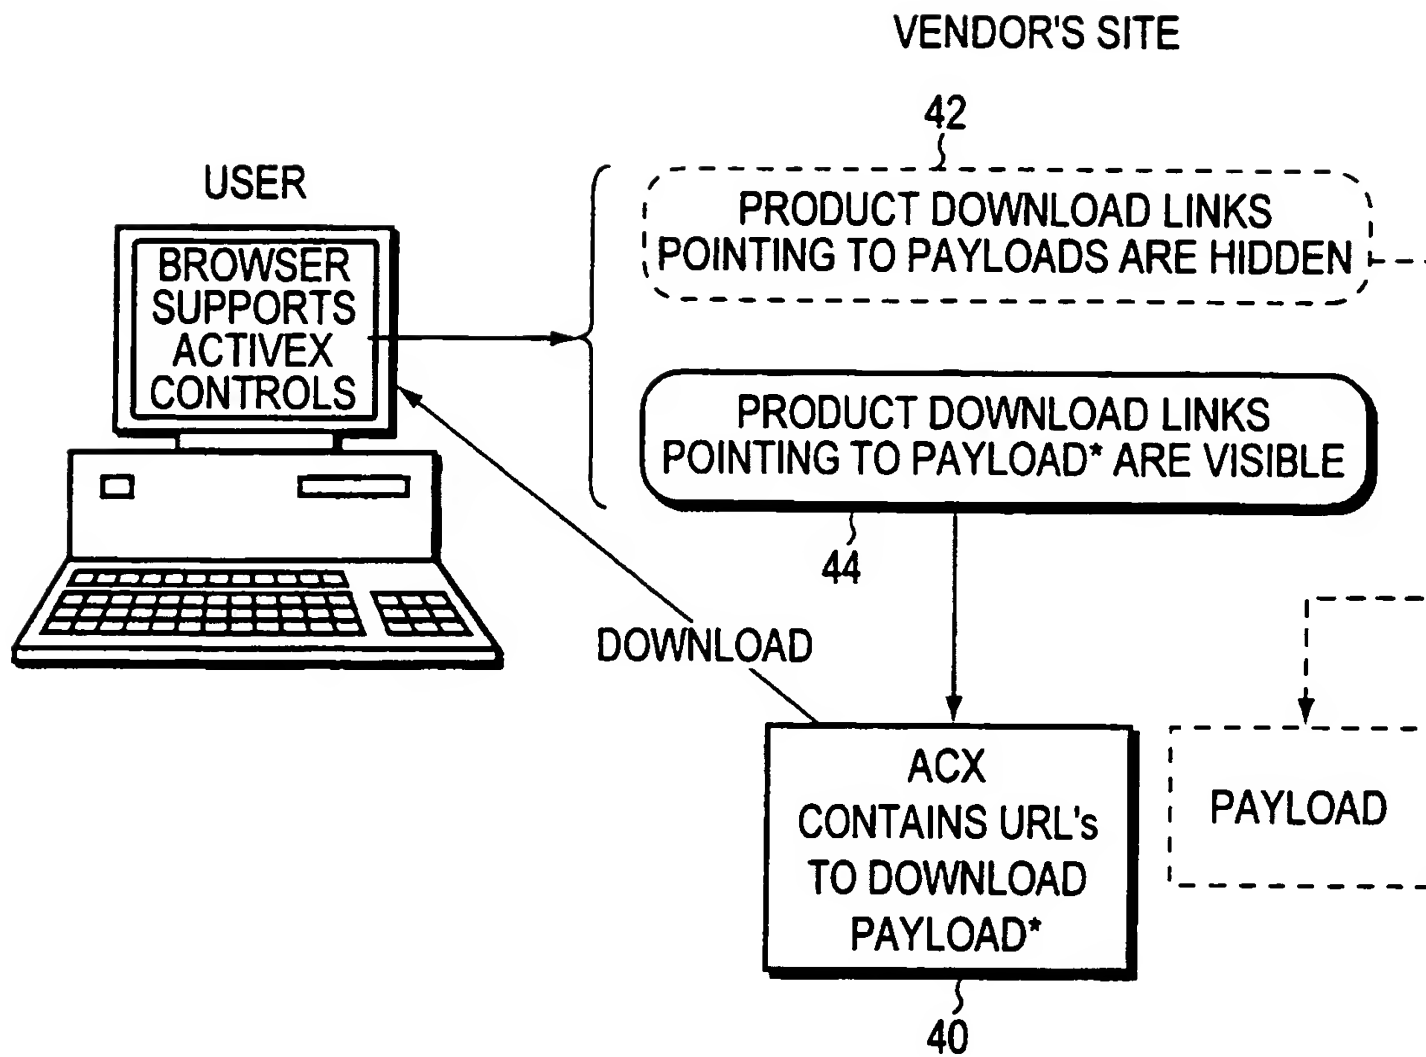 VENDOR'S SITE
42
USER
PRODUCT DOWNLOAD LINKS
POINTING TO PAYLOADS ARE HIDDEN
BROWSER
SUPPORTS
ACTIVEX
CONTROLS
PRODUCT DOWNLOAD LINKS
POINTING TO PAYLOAD* ARE VISIBLE
44
DOWNLOAD
ACX
CONTAINS URL's
TO DOWNLOAD
PAYLOAD*
PAYLOAD
40